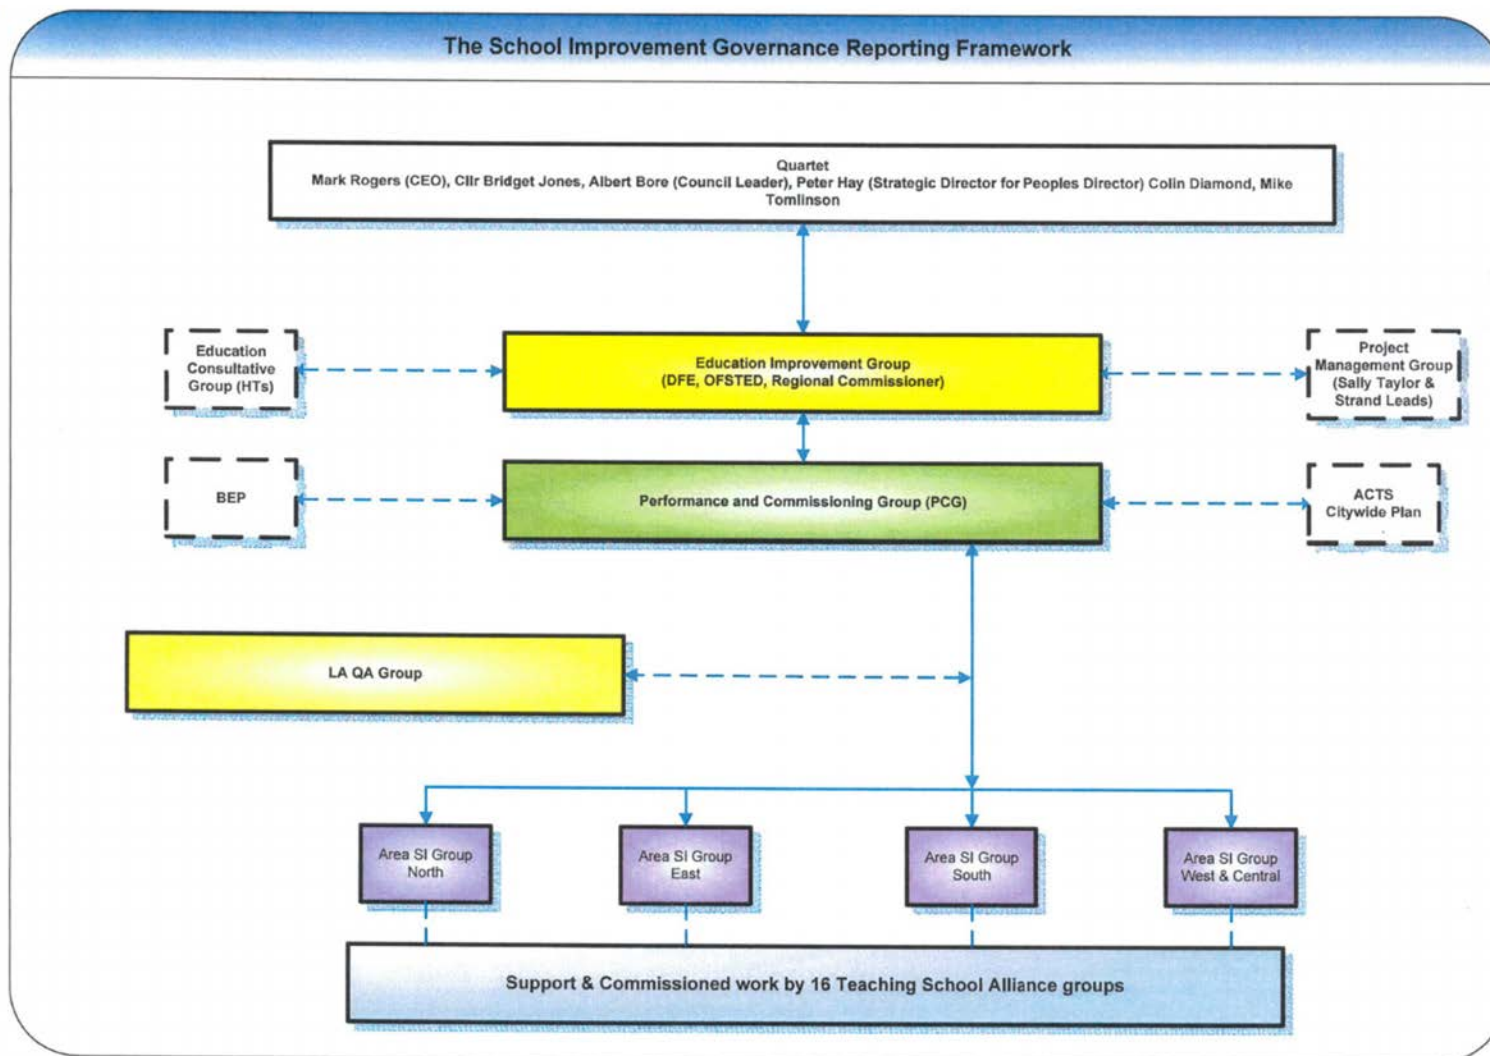 The School Improvement Governance Reporting Framework
Quartet
Mark Rogers (CEO), Cllr Bridget Jones, Albert Bore (Council Leader), Peter Hay (Strategic Director for Peoples Director) Colin Diamond, Mike
Tomlinson
Education
Consultative
Group (HTs)
Education Improvement Group
(DFE, OFSTED, Regional Commissioner)
Project
Management Group
(Sally Taylor &
Strand Leads)
BEP
Performance and Commissioning Group (PCG)
ACTS
Citywide Plan
LA QA Group
Area SI Group
North
Area SI Group
East
Area SI Group
South
Area SI Group
West & Central
Support & Commissioned work by 16 Teaching School Alliance groups